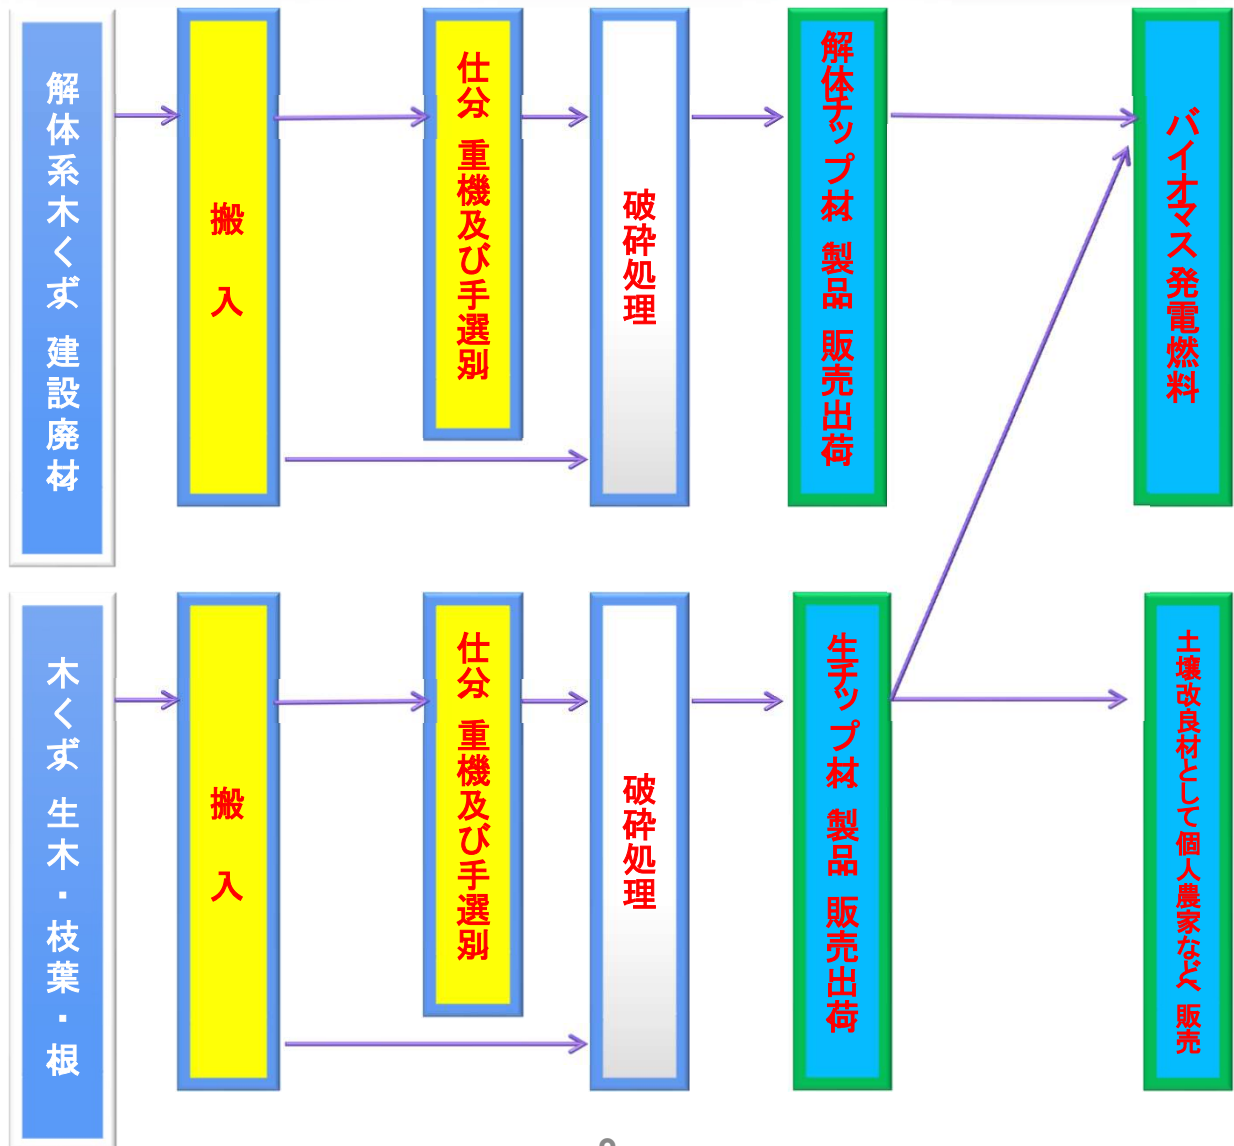 解体系木くず 建設廃材
搬 入
仕分 重機及び手選別
破砕処理
解体チップ材 製品 販売出荷
バイオマス発電燃料
木くず 生木・枝葉・根
搬 入
仕分 重機及び手選別
破砕処理
生チップ材 製品 販売出荷
土壌改良材として個人農家などへ 販売